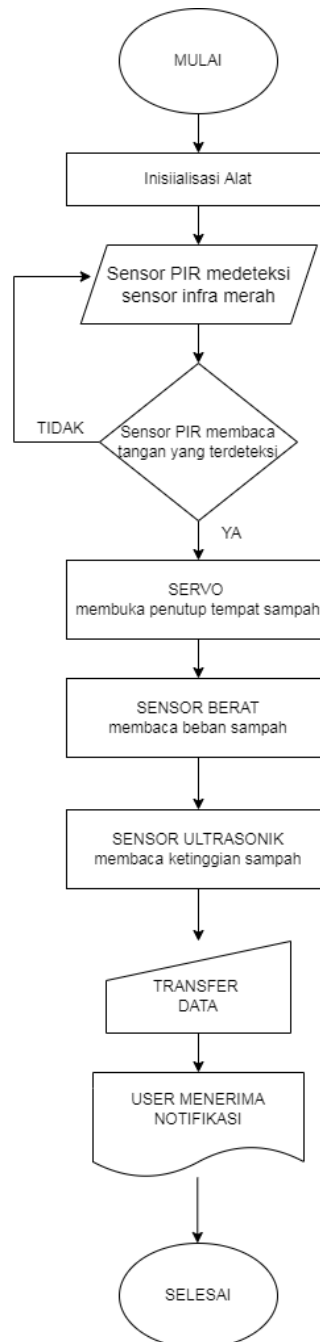 MULAI
Inisiialisasi Alat
Sensor PIR medeteksi
sensor infra merah
TIDAK
Sensor PIR membaca
tangan yang terdeteksi
YA
SERVO
membuka penutup tempat sampah
SENSOR BERAT
membaca beban sampah
SENSOR ULTRASONIK
membaca ketinggian sampah
TRANSFER
DATA
USER MENERIMA
NOTIFIKASI
SELESAI